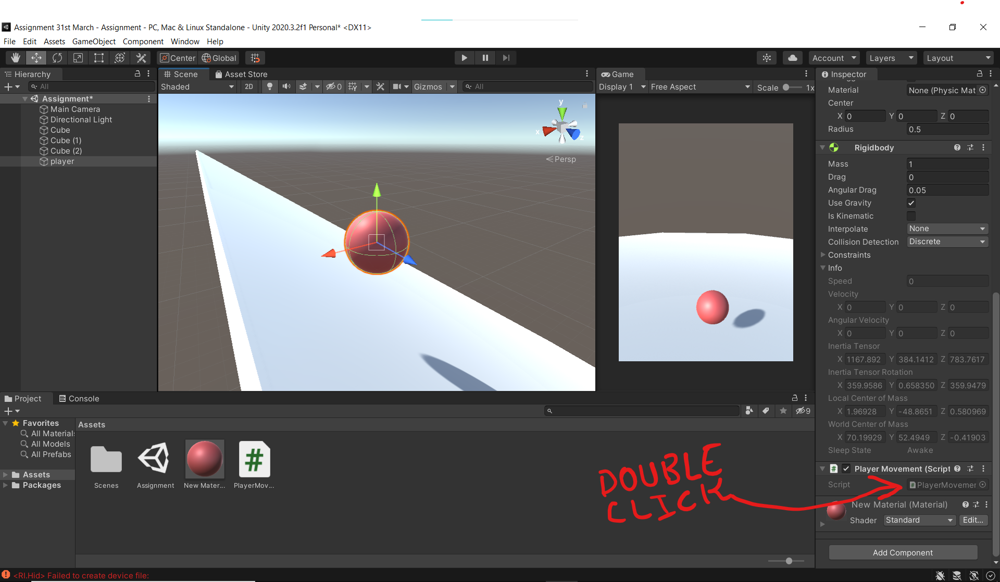 Assignment 31st March - Assignment - PC, Mac & Linux Standalone - Unity 2020.3.2f1 Personal* <DX11>
File Edit Assets GameObject Component Window Help
Center Global Account Layers Layout
Hierarchy
All
Assignment*
Main Camera
Directional Light
Cube
Cube (1)
Cube (2)
player
Scene Asset Store
Shaded 2D 0 Gizmos All
y
x
z
Persp
Game
Display 1 Free Aspect Scale 1x
Inspector
Material None (Physic Mat
Center
X 0 Y 0 Z 0
Radius 0.5
Rigidbody
Mass 1
Drag 0
Angular Drag 0.05
Use Gravity
Is Kinematic
Interpolate None
Collision Detection Discrete
Constraints
Info
Speed 0
Velocity
X 0 Y 0 Z 0
Angular Velocity
X 0 Y 0 Z 0
Inertia Tensor
X 1167.892 Y 384.1412 Z 783.7617
Inertia Tensor Rotation
X 359.9586 Y 0.658350 Z 359.9479
Local Center of Mass
X 1.96928 Y -48.8651 Z 0.580969
World Center of Mass
X 70.19929 Y 52.4949 Z -0.41903
Sleep State Awake
Player Movement (Script
Script PlayerMovemer
New Material (Material)
Shader Standard Edit...
Add Component
Project Console
9
Favorites
All Materials
All Models
All Prefabs
Assets
Packages
Assets
Scenes Assignment New Mater... PlayerMov...
DOUBLE
CLICK
<RI.Hid> Failed to create device file: